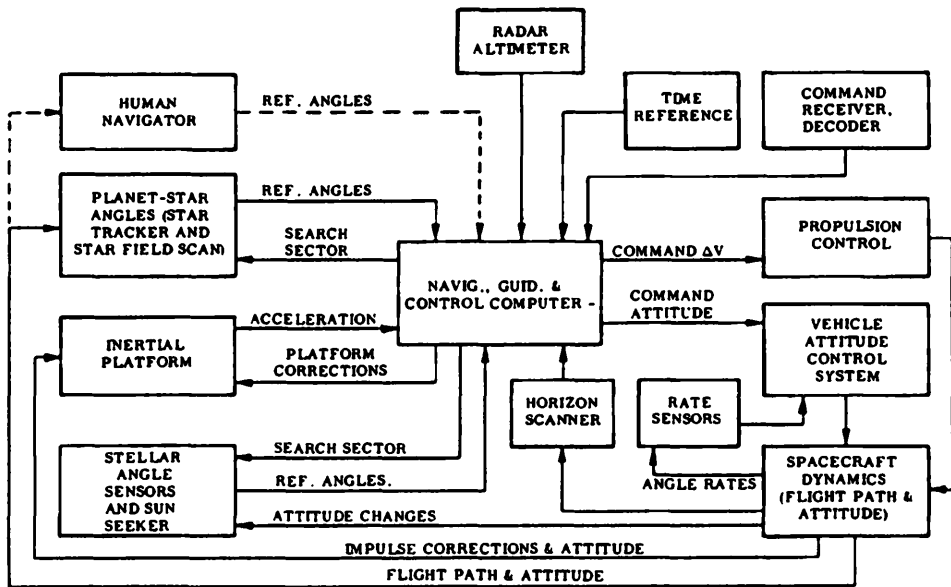 RADAR
ALTIMETER
HUMAN
NAVIGATOR
REF. ANGLES
TIME
REFERENCE
COMMAND
RECEIVER,
DECODER
PLANET-STAR
ANGLES (STAR
TRACKER AND
STAR FIELD SCAN)
REF. ANGLES
SEARCH
SECTOR
NAVIG., GUID. &
CONTROL COMPUTER -
COMMAND ΔV
PROPULSION
CONTROL
COMMAND
ATTITUDE
VEHICLE
ATTITUDE
CONTROL
SYSTEM
INERTIAL
PLATFORM
ACCELERATION
PLATFORM
CORRECTIONS
HORIZON
SCANNER
RATE
SENSORS
STELLAR
ANGLE
SENSORS
AND SUN
SEEKER
SEARCH SECTOR
REF. ANGLES.
ATTITUDE CHANGES
ANGLE RATES
SPACECRAFT
DYNAMICS
(FLIGHT PATH &
ATTITUDE)
IMPULSE CORRECTIONS & ATTITUDE
FLIGHT PATH & ATTITUDE